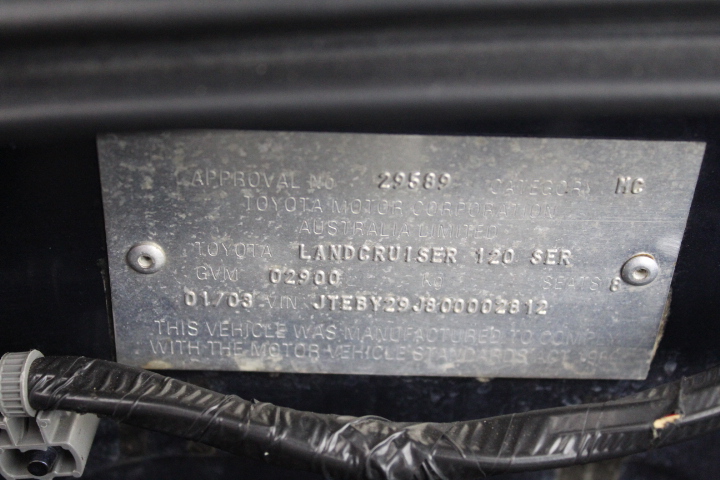 APPROVAL No 29589 CATEGORY MC
TOYOTA MOTOR CORPORATION
AUSTRALIA LIMITED
TOYOTA LANDCRUISER 120 SER
GVM 02900 KG SEATS 8
01/03 VIN JTEBY29J800002812
THIS VEHICLE WAS MANUFACTURED TO COMPLY
WITH THE MOTOR VEHICLE STANDARDS ACT